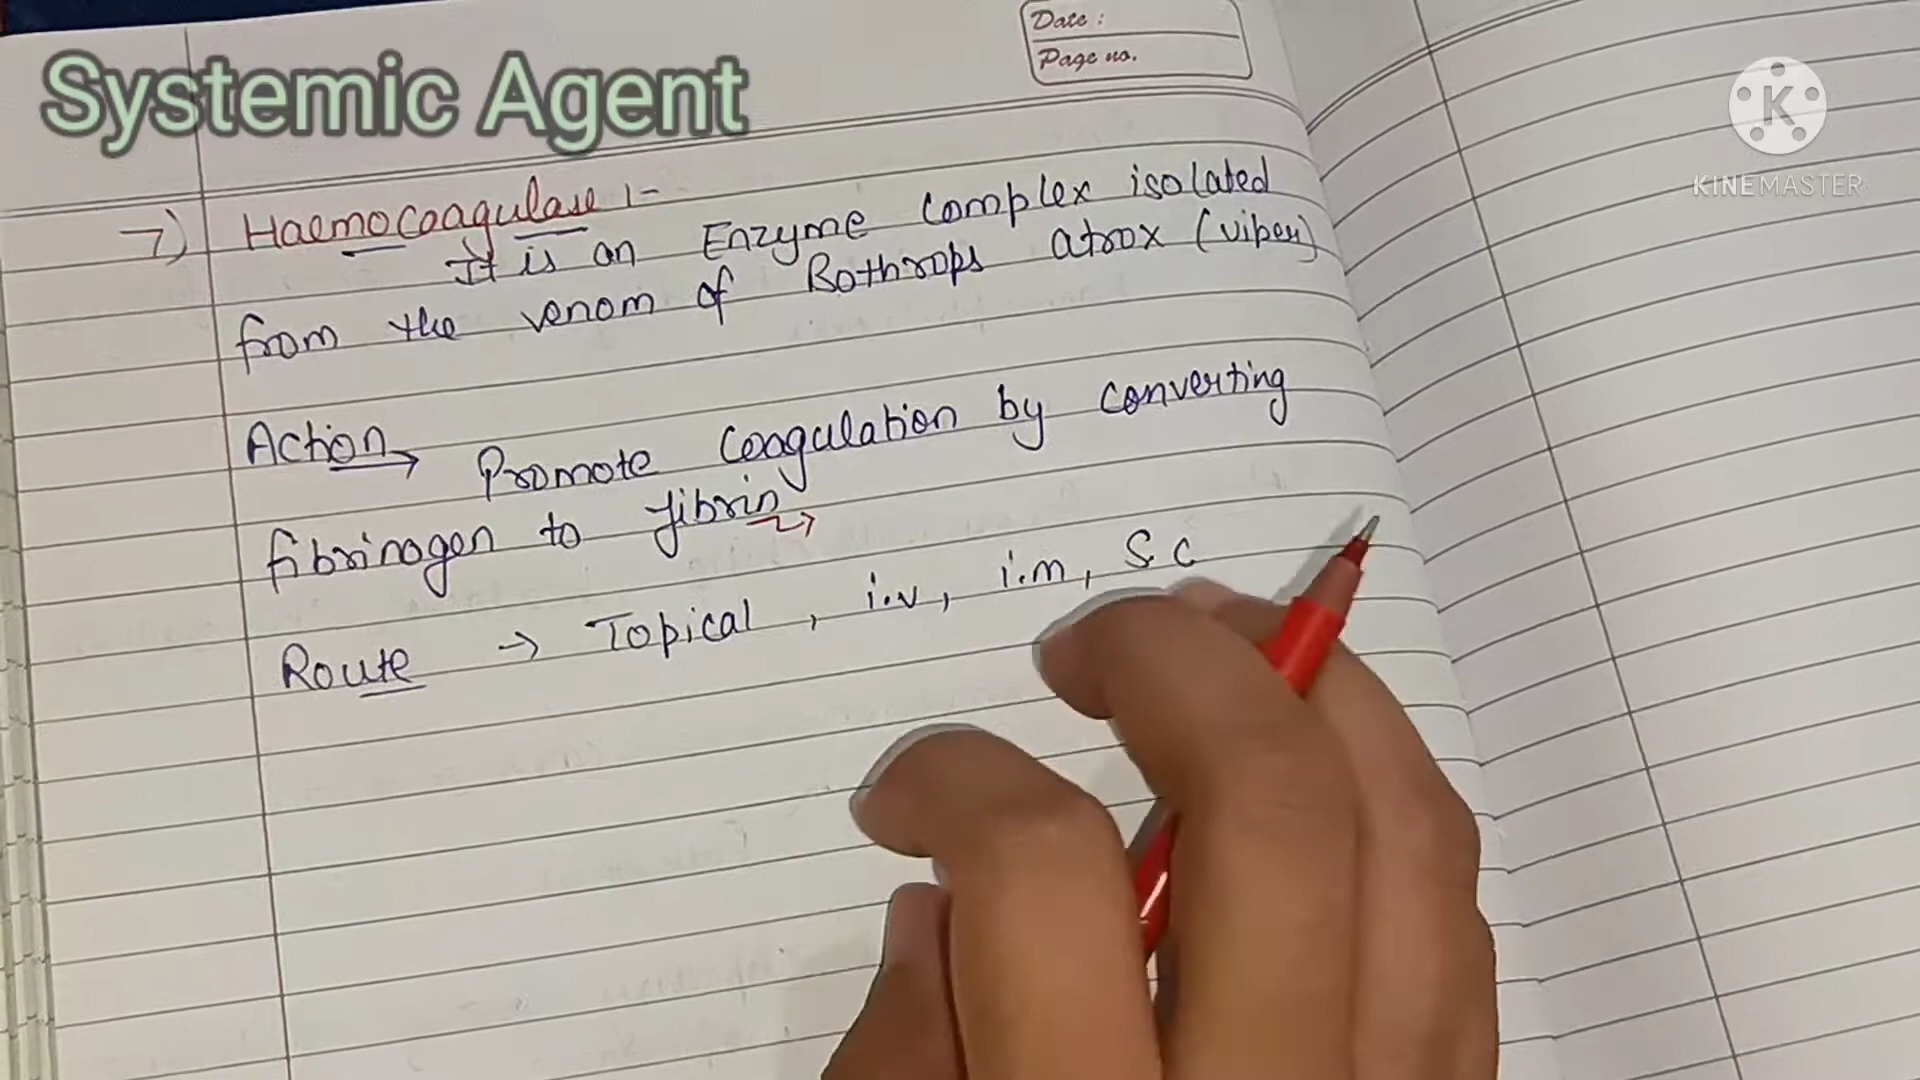 Date :
Page no.
Systemic Agent
KINEMASTER
7) Haemocoagulase :-
It is an Enzyme complex isolated
from the venom of Bothrops atrox (viper)
Action → Promote coagulation by converting
fibrinogen to fibrin
Route → Topical, i.v, i.m, S.C